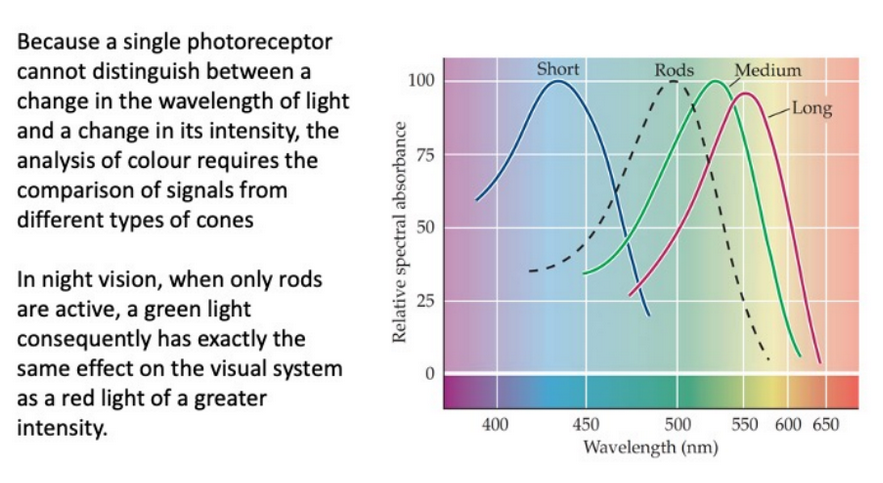 Because a single photoreceptor
cannot distinguish between a
change in the wavelength of light
and a change in its intensity, the
analysis of colour requires the
comparison of signals from
different types of cones
In night vision, when only rods
are active, a green light
consequently has exactly the
same effect on the visual system
as a red light of a greater
intensity.
Short
Rods
Medium
Long
Relative spectral absorbance
100
75
50
25
0
400
450
500
550
600
650
Wavelength (nm)